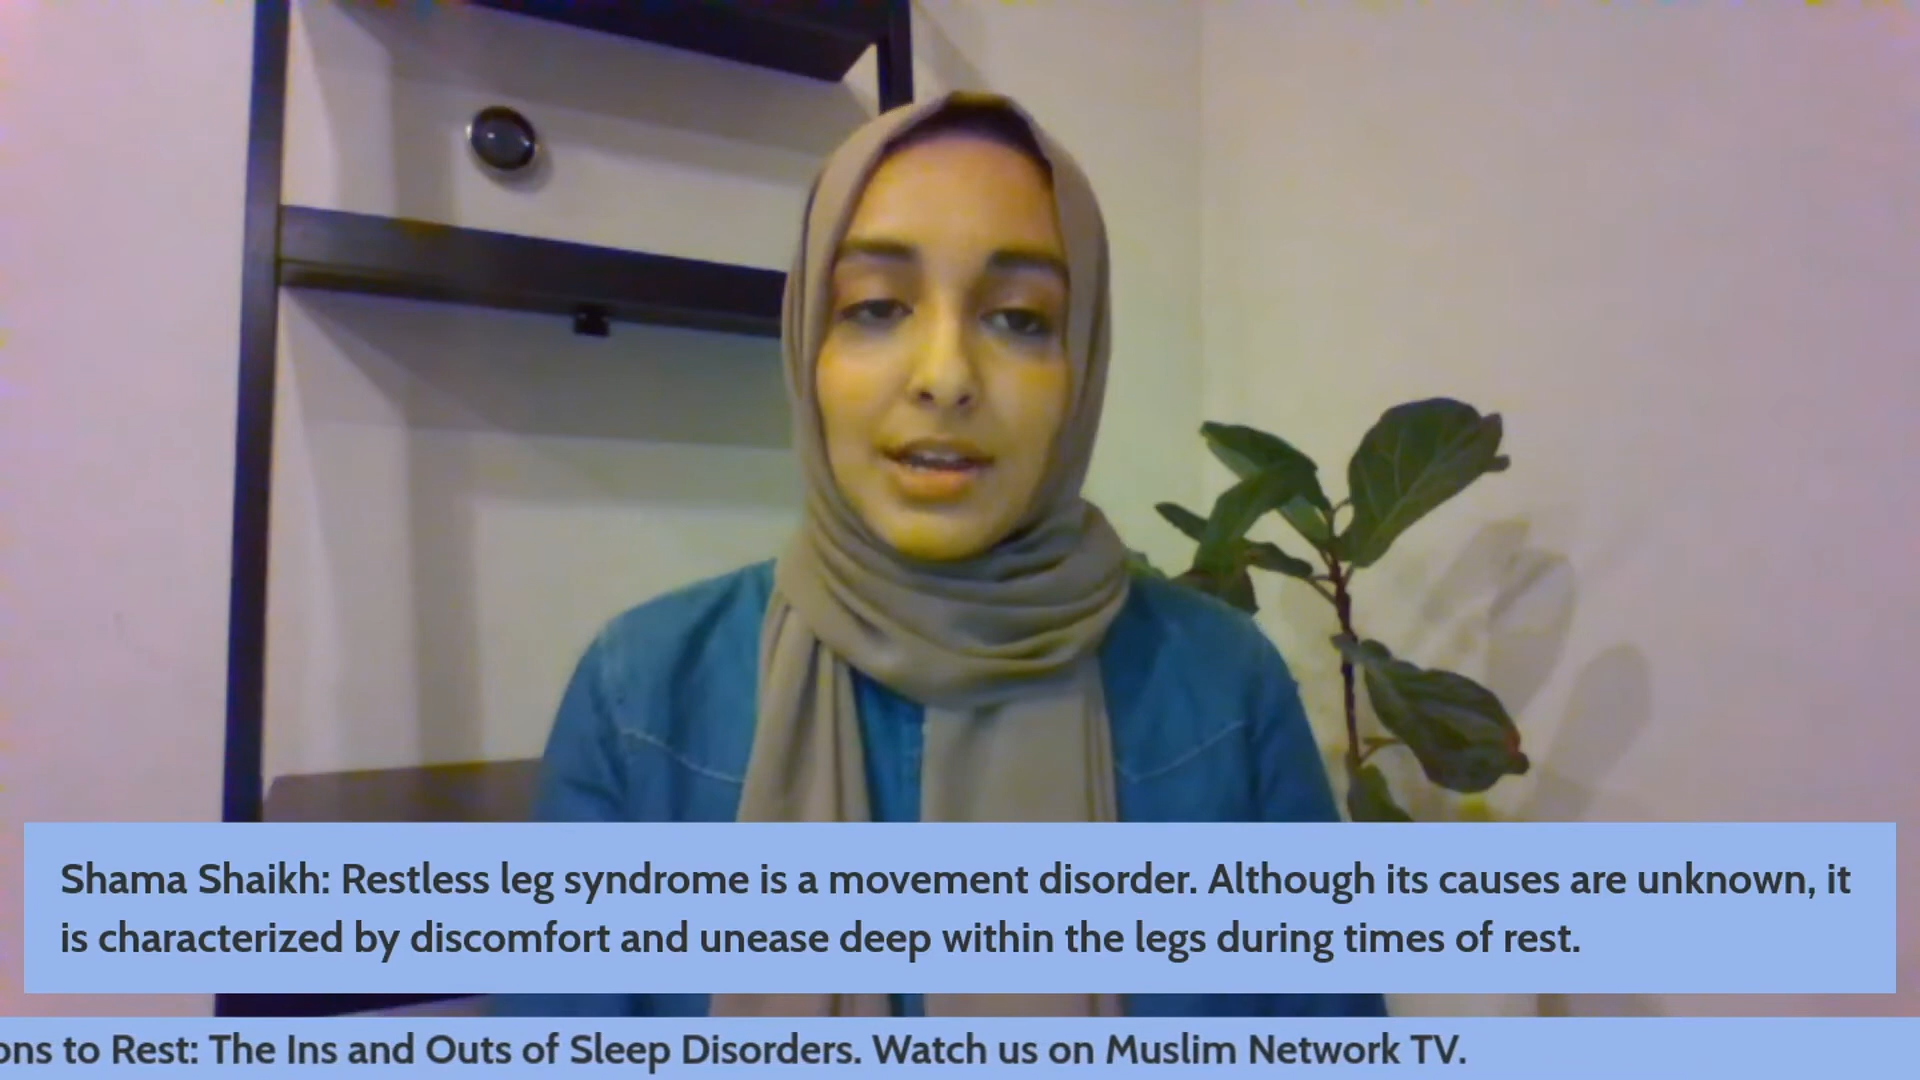 Shama Shaikh: Restless leg syndrome is a movement disorder. Although its causes are unknown, it
is characterized by discomfort and unease deep within the legs during times of rest.
ons to Rest: The Ins and Outs of Sleep Disorders. Watch us on Muslim Network TV.